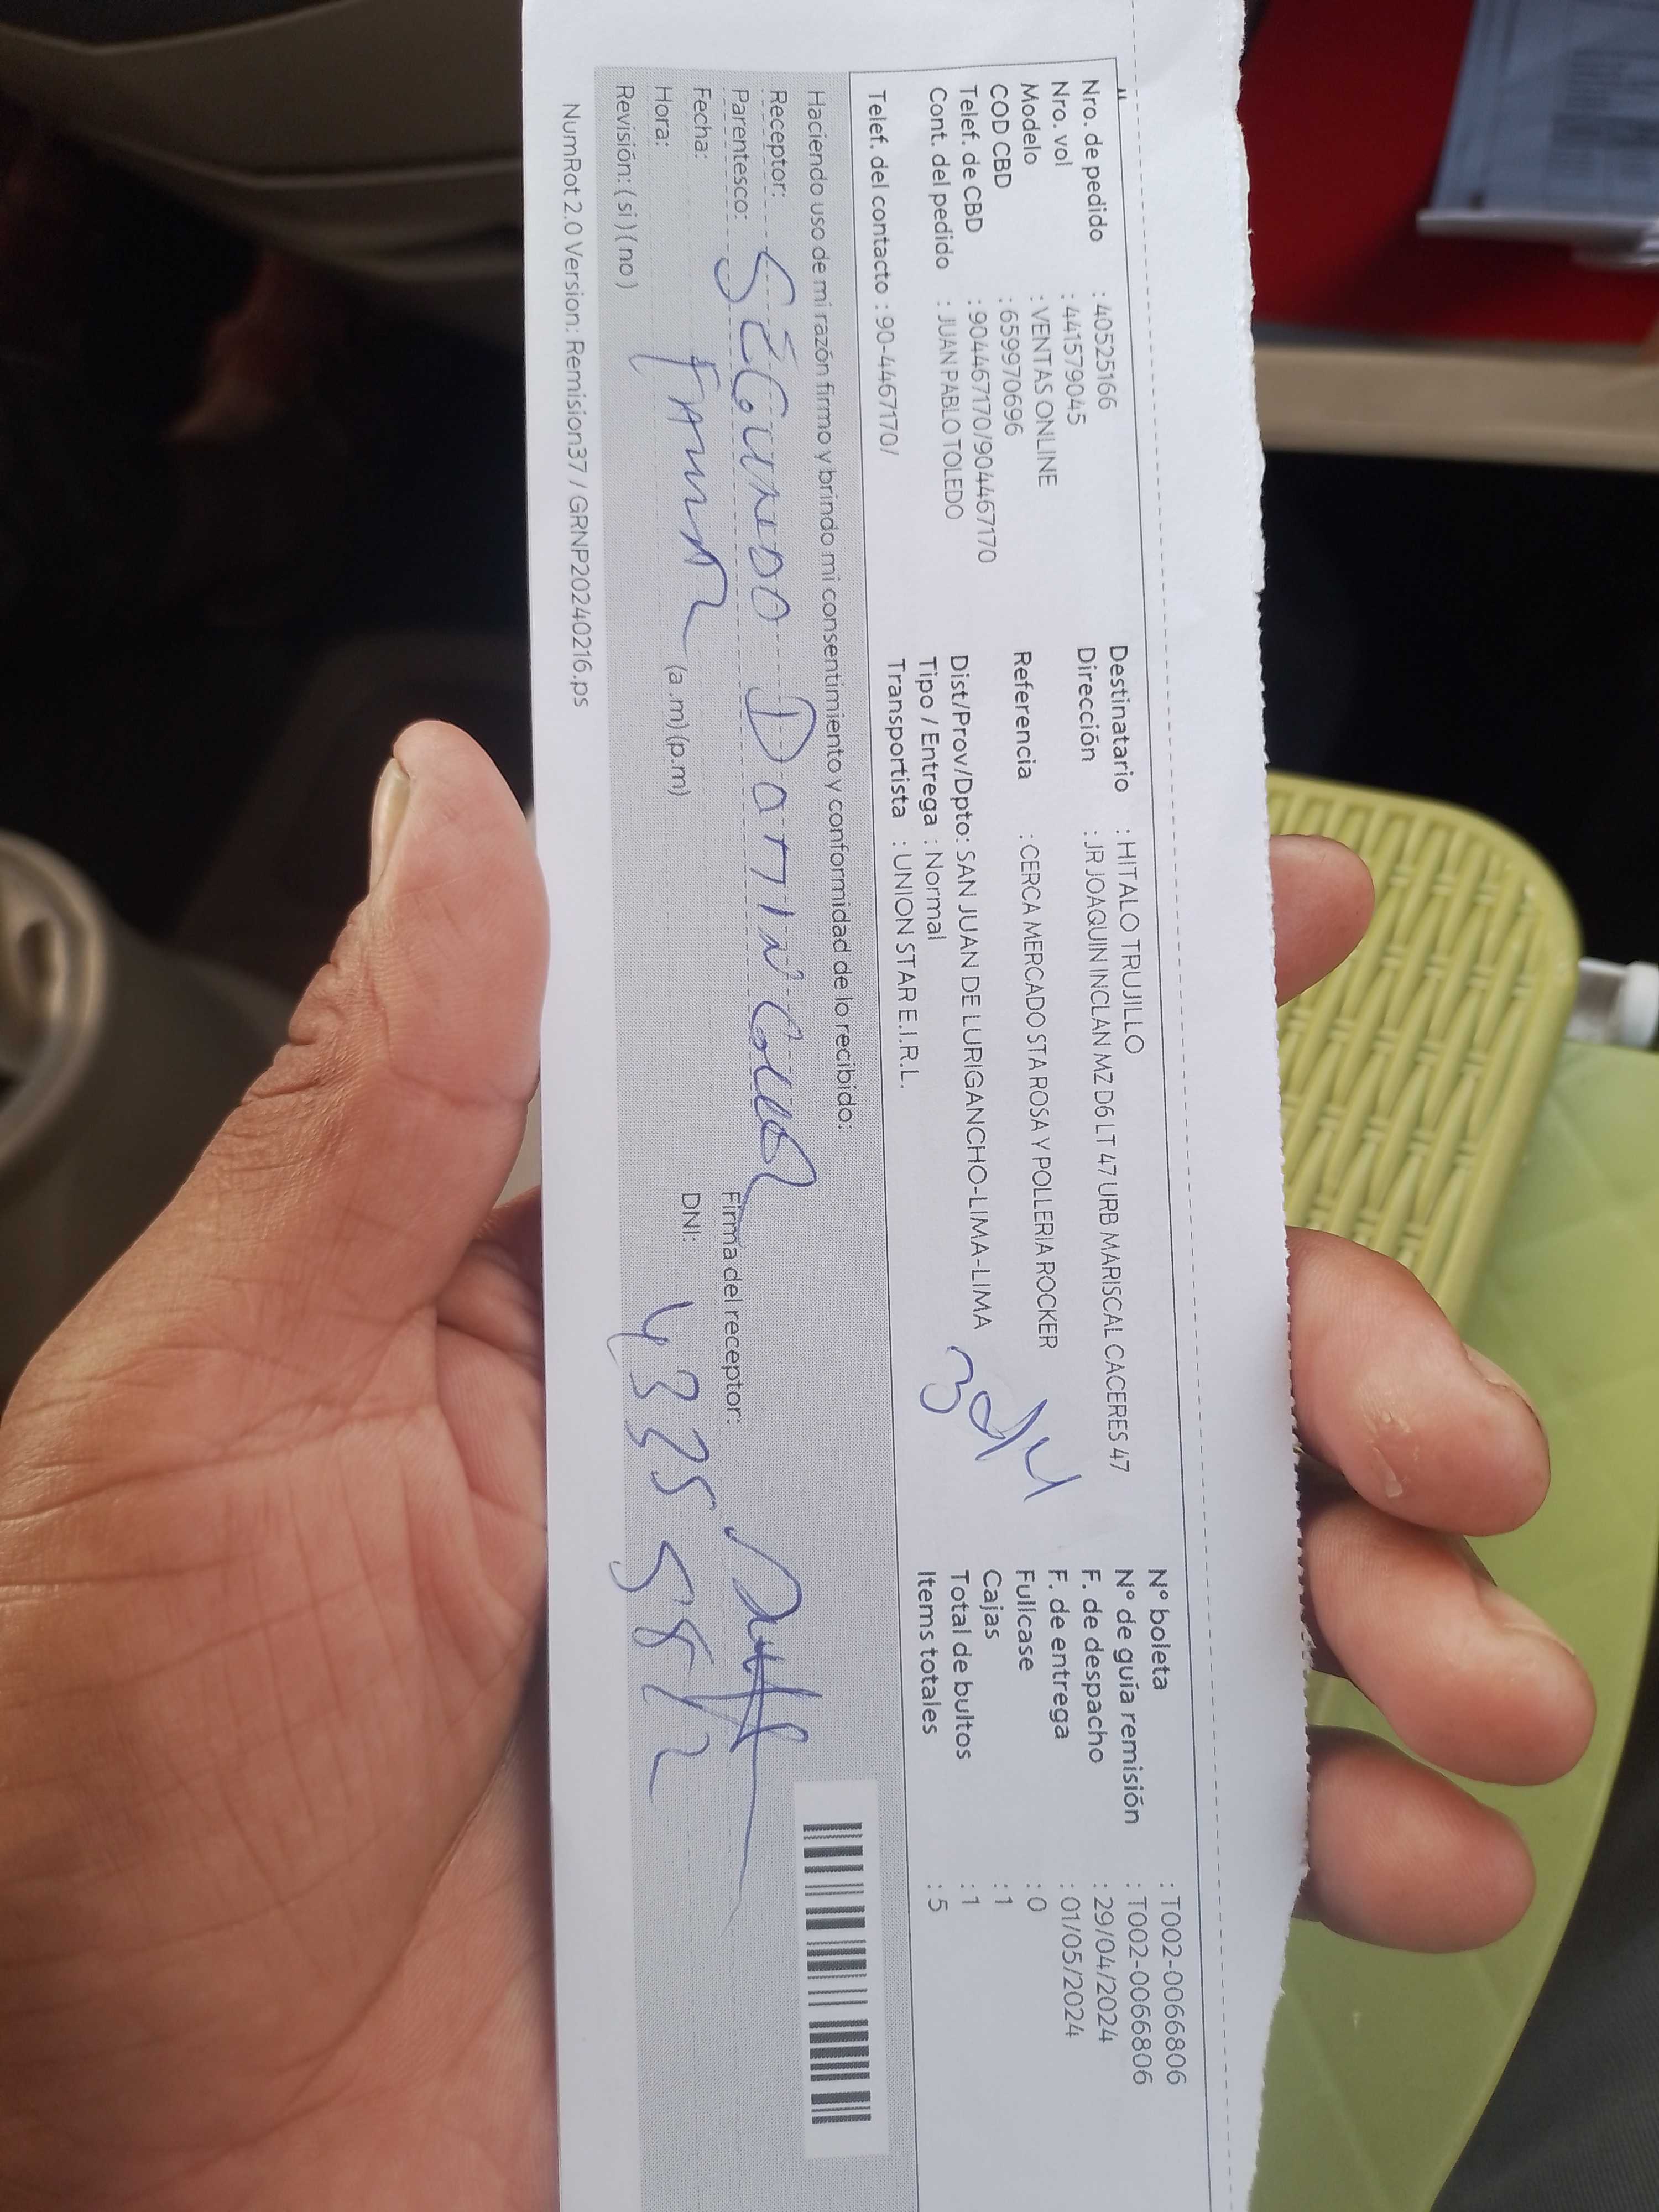 Nro. de pedido : 40525166
Nro. vol : 441579045
Modelo : VENTAS ONLINE
COD CBD : 6599970696
Telef. de CBD : 904467170/904467170
Cont. del pedido : JUAN PABLO TOLEDO
Telef. del contacto : 90-4467170/
Destinatario : HITALO TRUJILLO
Dirección : JR JOAQUIN INCLAN MZ D6 LT 47 URB MARISCAL CACERES 47
Referencia : CERCA MERCADO STA ROSA Y POLLERIA ROCKER
Dist/Prov/Dpto: SAN JUAN DE LURIGANCHO-LIMA-LIMA
Tipo / Entrega : Normal
Transportista : UNION STAR E.I.R.L.
N° boleta : T002-0066806
N° de guía remisión : T002-0066806
F. de despacho : 29/04/2024
F. de entrega : 01/05/2024
Fullcase : 0
Cajas : 1
Total de bultos : 1
Items totales : 5
Haciendo uso de mi razón firmo y brindo mi consentimiento y conformidad de lo recibido:
Receptor: SEGUNDO
Parentesco:
Fecha:
Hora: (a.m) (p.m)
Revisión: ( si ) ( no )
Firma del receptor:
DNI:
NumRot 2.0 Version: Remision37 / GRNP20240216.ps